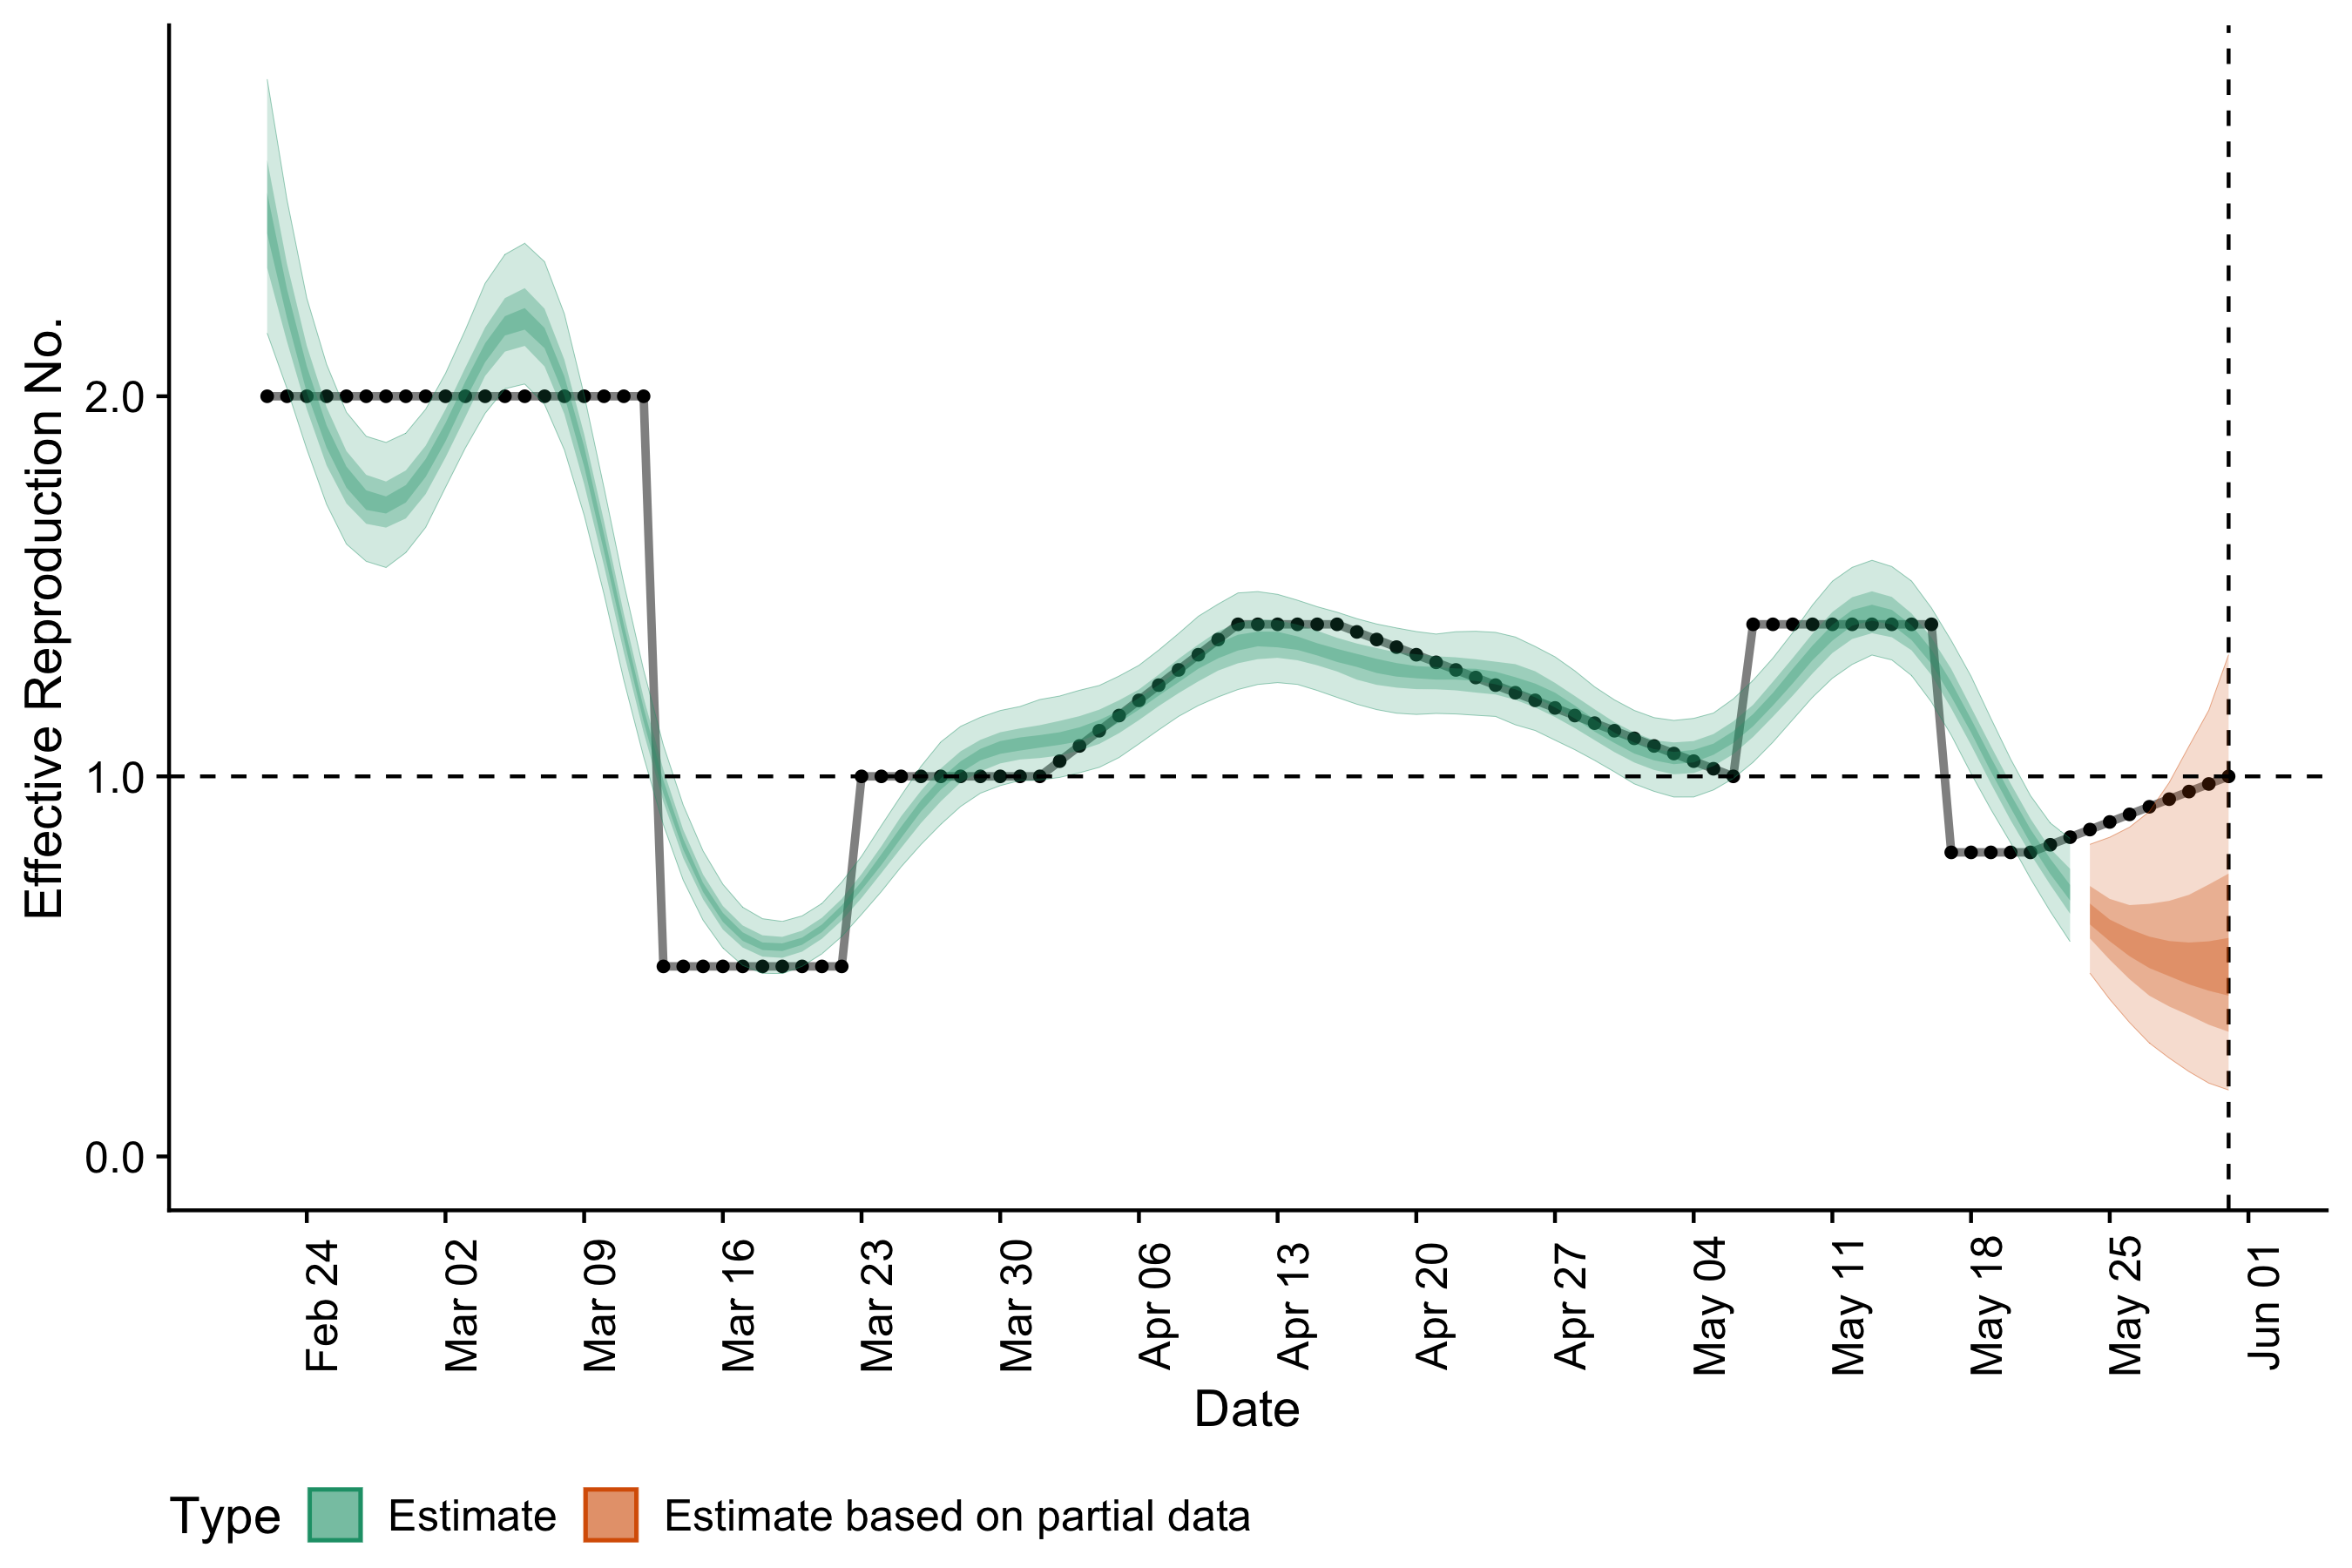 Effective Reproduction No.
2.0
1.0
0.0
Feb 24
Mar 02
Mar 09
Mar 16
Mar 23
Mar 30
Apr 06
Apr 13
Apr 20
Apr 27
May 04
May 11
May 18
May 25
Jun 01
Date
Type Estimate Estimate based on partial data